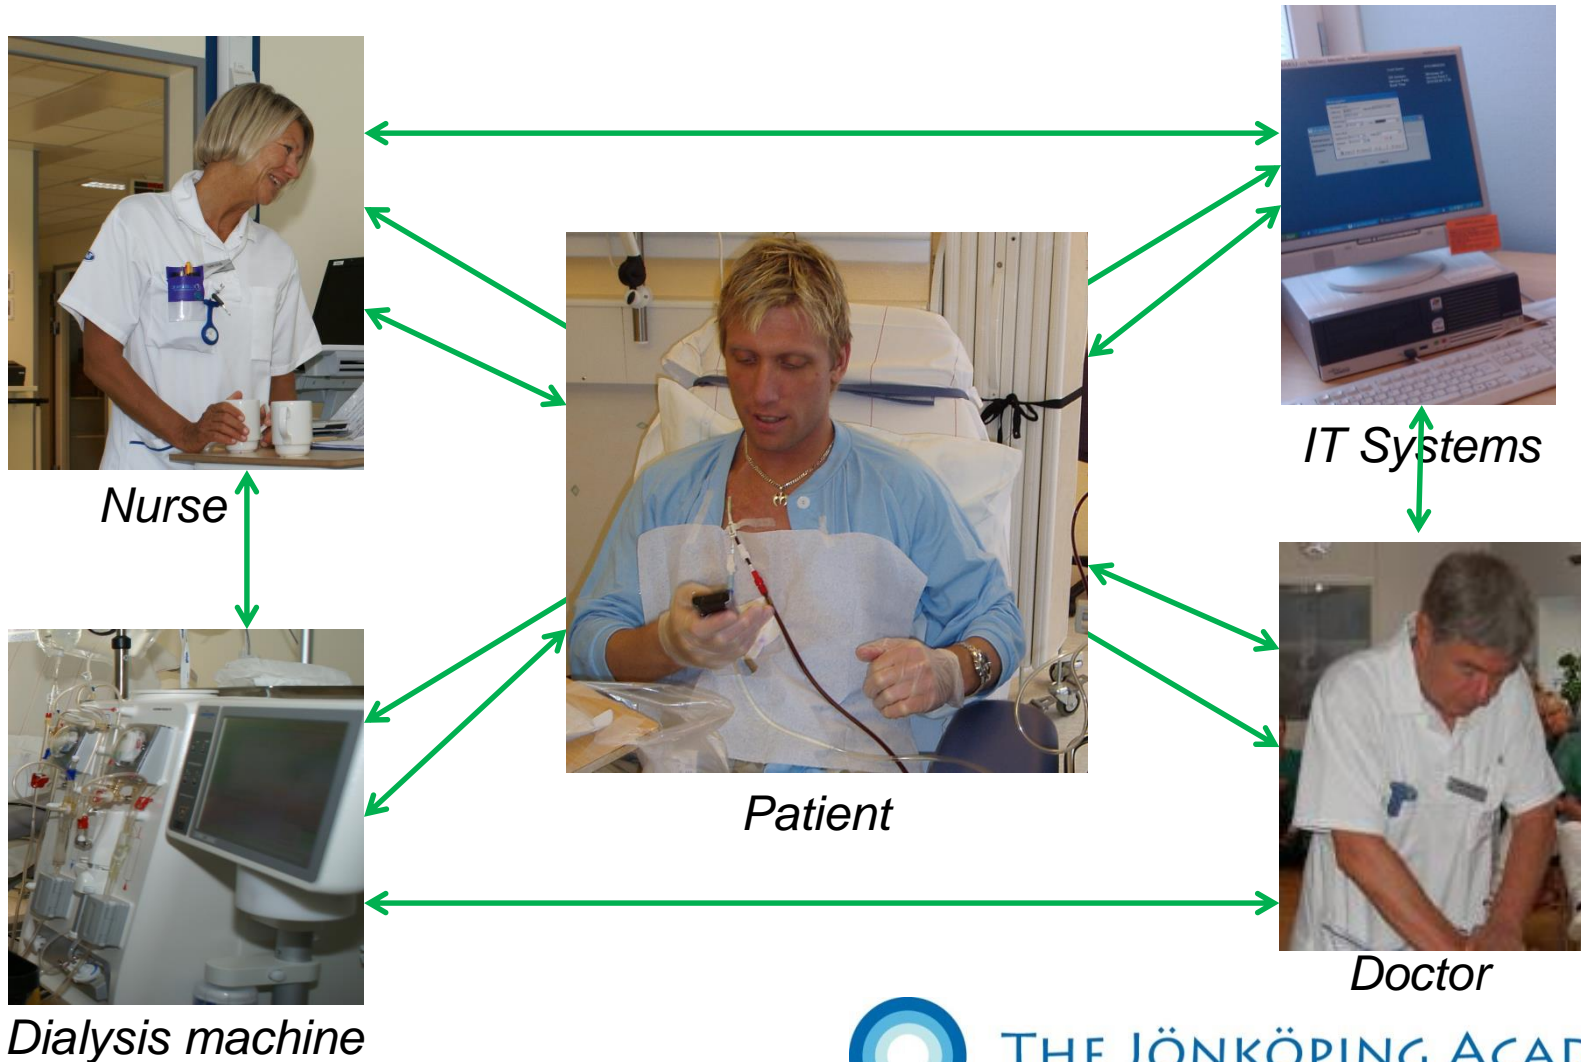 Nurse
IT Systems
Patient
Doctor
Dialysis machine
THE JÖNKÖPING ACAD